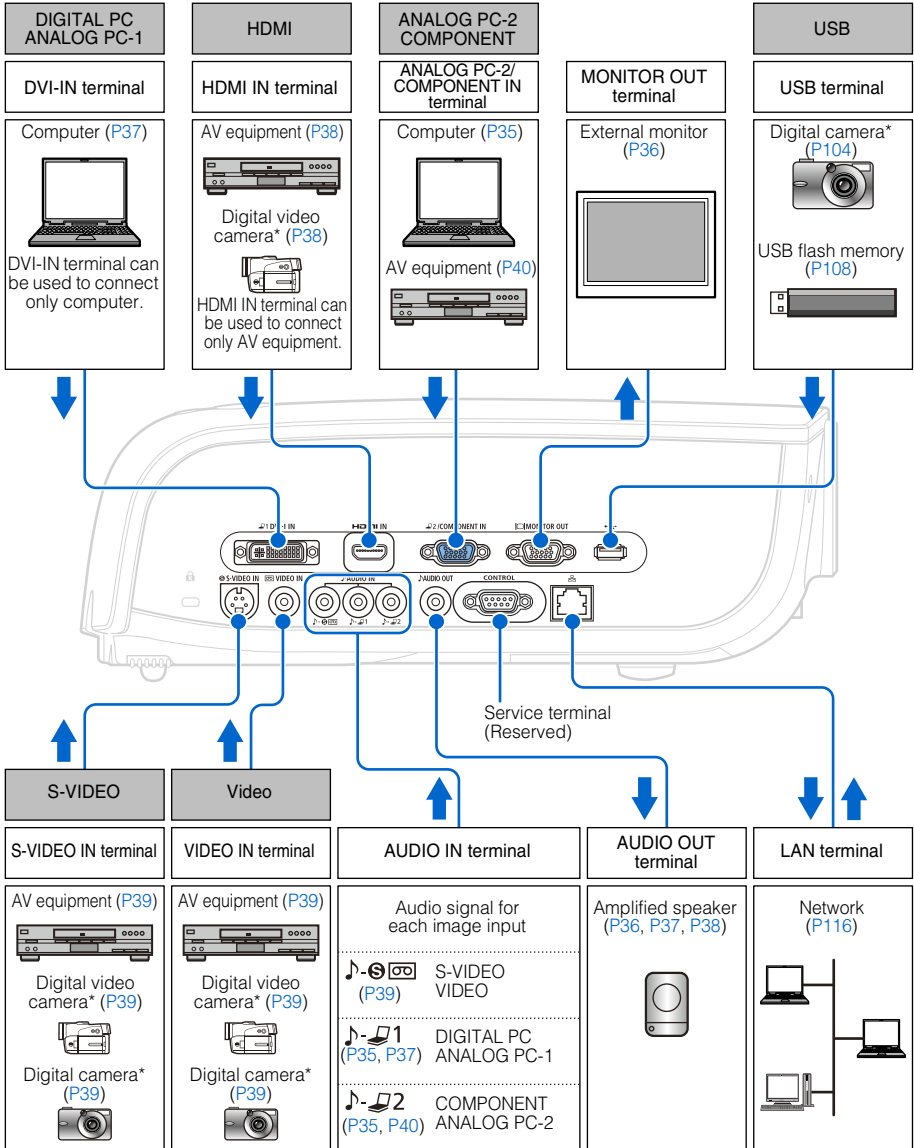 DIGITAL PC
ANALOG PC-1
HDMI
ANALOG PC-2
COMPONENT
USB
DVI-IN terminal
HDMI IN terminal
ANALOG PC-2/
COMPONENT IN
terminal
MONITOR OUT
terminal
USB terminal
Computer (P37)
DVI-IN terminal can
be used to connect
only computer.
AV equipment (P38)
Digital video
camera* (P38)
HDMI IN terminal can
be used to connect
only AV equipment.
Computer (P35)
AV equipment (P40)
External monitor
(P36)
Digital camera*
(P104)
USB flash memory
(P108)
1 DVI-I IN
HDMI IN
2/COMPONENT IN
MONITOR OUT
S-VIDEO IN
VIDEO IN
♪ AUDIO IN
♪AUDIO OUT
CONTROL
♪-S
♪-1
♪-2
Service terminal
(Reserved)
S-VIDEO
Video
S-VIDEO IN terminal
VIDEO IN terminal
AUDIO IN terminal
AUDIO OUT
terminal
LAN terminal
AV equipment (P39)
Digital video
camera* (P39)
Digital camera*
(P39)
AV equipment (P39)
Digital video
camera* (P39)
Digital camera*
(P39)
Audio signal for
each image input
♪-S
(P39)
S-VIDEO
VIDEO
♪-1
(P35, P37)
DIGITAL PC
ANALOG PC-1
♪-2
(P35, P40)
COMPONENT
ANALOG PC-2
Amplified speaker
(P36, P37, P38)
Network
(P116)